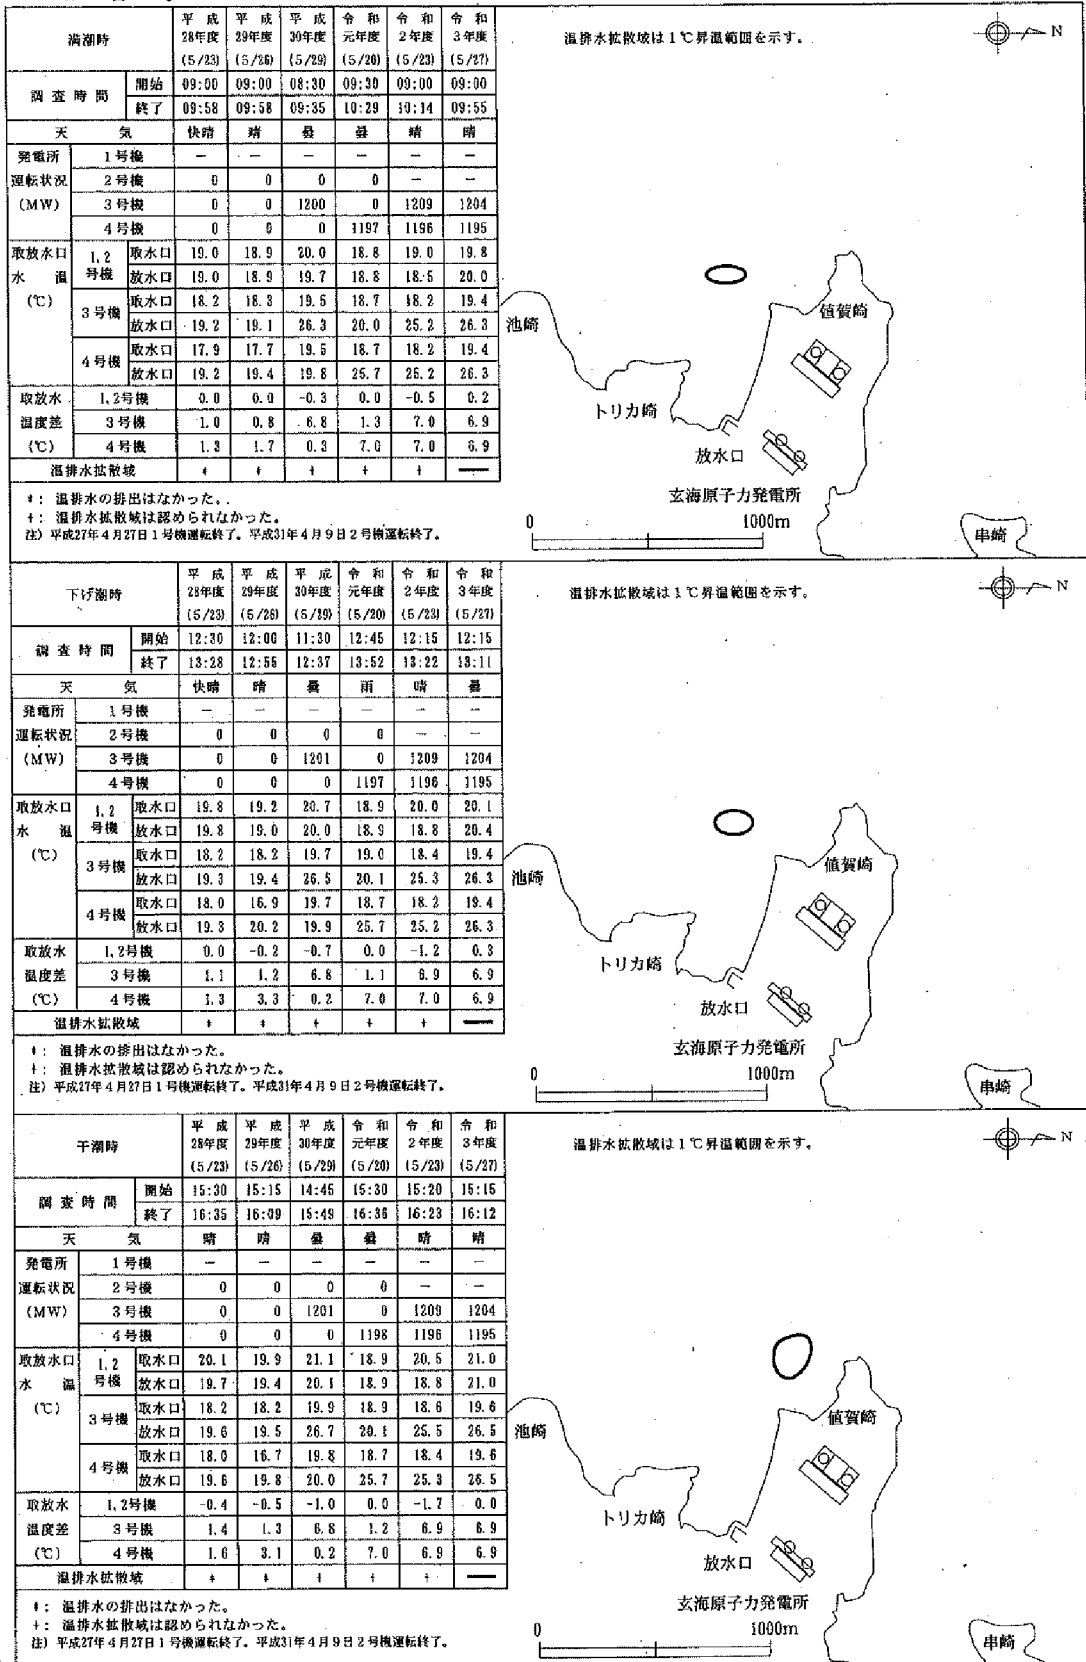 満潮時 平成28年度(5/23) 平成29年度(5/26) 平成30年度(5/29) 令和元年度(5/20) 令和2年度(5/23) 令和3年度(5/27)
調査時間 開始 09:00 09:00 08:30 09:30 09:00 09:00
終了 09:58 09:58 09:35 10:29 10:14 09:55
天気 快晴 晴 曇 曇 晴 晴
発電所運転状況(MW) 1号機 － － － － － －
2号機 0 0 0 0 － －
3号機 0 0 1200 0 1209 1204
4号機 0 0 0 1197 1196 1195
取放水口水温(℃) 1,2号機 取水口 19.0 18.9 20.0 18.8 19.0 19.8
放水口 19.0 18.9 19.7 18.8 18.5 20.0
3号機 取水口 18.2 18.3 19.5 18.7 18.2 19.4
放水口 19.2 19.1 26.3 20.0 25.2 26.3
4号機 取水口 17.9 17.7 19.5 18.7 18.2 19.4
放水口 19.2 19.4 19.8 25.7 25.2 26.3
取放水温度差(℃) 1,2号機 0.0 0.0 -0.3 0.0 -0.5 0.2
3号機 1.0 0.8 6.8 1.3 7.0 6.9
4号機 1.3 1.7 0.3 7.0 7.0 6.9
温排水拡散域 * * + + +
*：温排水の排出はなかった。
+：温排水拡散域は認められなかった。
注）平成27年4月27日1号機運転終了。平成31年4月9日2号機運転終了。
温排水拡散域は1℃昇温範囲を示す。
N
池崎
値賀崎
トリカ崎
放水口
玄海原子力発電所
0 1000m
串崎
下げ潮時 平成28年度(5/23) 平成29年度(5/26) 平成30年度(5/29) 令和元年度(5/20) 令和2年度(5/23) 令和3年度(5/27)
調査時間 開始 12:30 12:00 11:30 12:45 12:15 12:15
終了 13:28 12:55 12:37 13:52 13:22 13:11
天気 快晴 晴 曇 雨 晴 曇
発電所運転状況(MW) 1号機 － － － － － －
2号機 0 0 0 0 － －
3号機 0 0 1201 0 1209 1204
4号機 0 0 0 1197 1196 1195
取放水口水温(℃) 1,2号機 取水口 19.8 19.2 20.7 18.9 20.0 20.1
放水口 19.8 19.0 20.0 18.9 18.8 20.4
3号機 取水口 18.2 18.2 19.7 19.0 18.4 19.4
放水口 19.3 19.4 26.5 20.1 25.3 26.3
4号機 取水口 18.0 16.9 19.7 18.7 18.2 19.4
放水口 19.3 20.2 19.9 25.7 25.2 26.3
取放水温度差(℃) 1,2号機 0.0 -0.2 -0.7 0.0 -1.2 0.3
3号機 1.1 1.2 6.8 1.1 6.9 6.9
4号機 1.3 3.3 0.2 7.0 7.0 6.9
温排水拡散域 * * + + +
*：温排水の排出はなかった。
+：温排水拡散域は認められなかった。
注）平成27年4月27日1号機運転終了。平成31年4月9日2号機運転終了。
温排水拡散域は1℃昇温範囲を示す。
N
池崎
値賀崎
トリカ崎
放水口
玄海原子力発電所
0 1000m
串崎
干潮時 平成28年度(5/23) 平成29年度(5/26) 平成30年度(5/29) 令和元年度(5/20) 令和2年度(5/23) 令和3年度(5/27)
調査時間 開始 15:30 15:15 14:45 15:30 15:20 15:15
終了 16:35 16:09 15:49 16:36 16:23 16:12
天気 晴 晴 曇 曇 晴 晴
発電所運転状況(MW) 1号機 － － － － － －
2号機 0 0 0 0 － －
3号機 0 0 1201 0 1209 1204
4号機 0 0 0 1198 1196 1195
取放水口水温(℃) 1,2号機 取水口 20.1 19.9 21.1 18.9 20.5 21.0
放水口 19.7 19.4 20.1 18.9 18.8 21.0
3号機 取水口 18.2 18.2 19.9 18.9 18.6 19.6
放水口 19.6 19.5 26.7 20.1 25.5 26.5
4号機 取水口 18.0 16.7 19.8 18.7 18.4 19.6
放水口 19.6 19.8 20.0 25.7 25.3 26.5
取放水温度差(℃) 1,2号機 -0.4 -0.5 -1.0 0.0 -1.7 0.0
3号機 1.4 1.3 6.8 1.2 6.9 6.9
4号機 1.6 3.1 0.2 7.0 6.9 6.9
温排水拡散域 * * + + +
*：温排水の排出はなかった。
+：温排水拡散域は認められなかった。
注）平成27年4月27日1号機運転終了。平成31年4月9日2号機運転終了。
温排水拡散域は1℃昇温範囲を示す。
N
池崎
値賀崎
トリカ崎
放水口
玄海原子力発電所
0 1000m
串崎